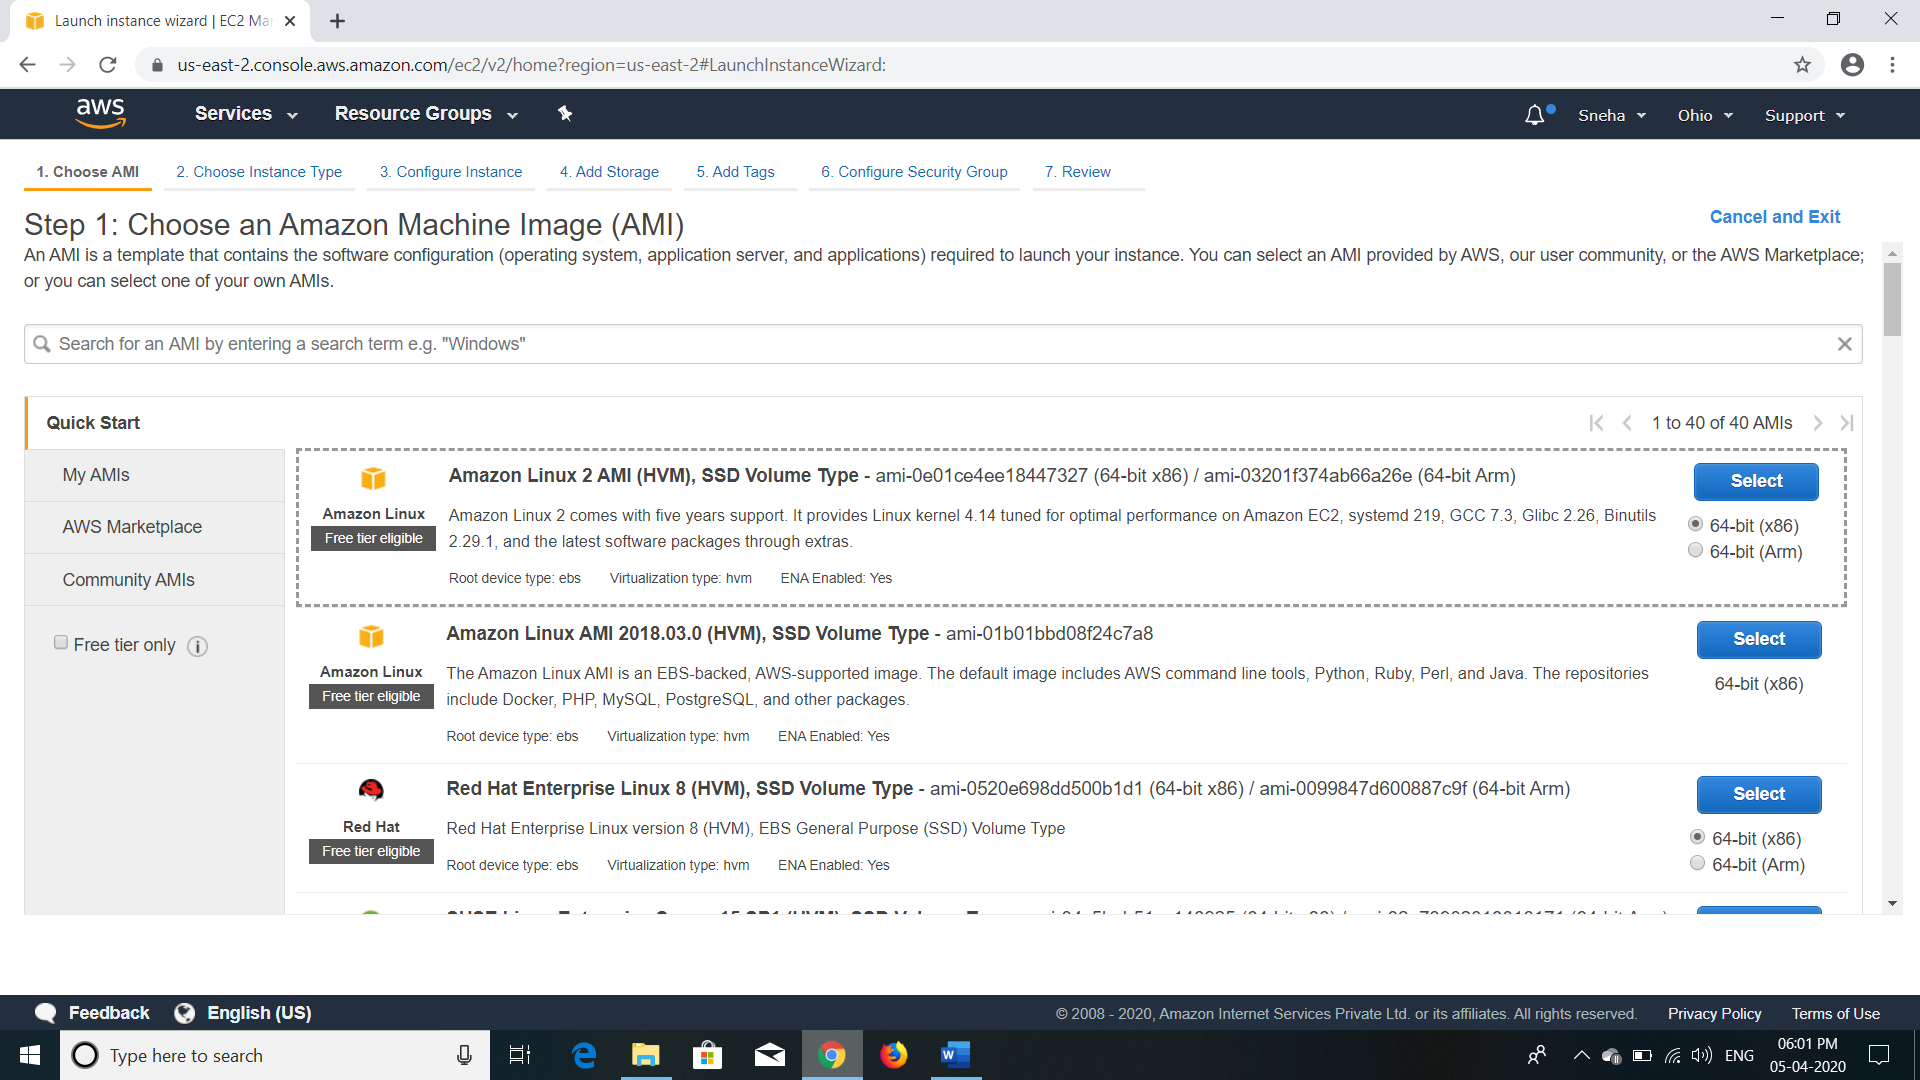 Launch instance wizard | EC2 Ma
us-east-2.console.aws.amazon.com/ec2/v2/home?region=us-east-2#LaunchInstanceWizard:
aws Services Resource Groups Sneha Ohio Support
1. Choose AMI 2. Choose Instance Type 3. Configure Instance 4. Add Storage 5. Add Tags 6. Configure Security Group 7. Review
Step 1: Choose an Amazon Machine Image (AMI)
Cancel and Exit
An AMI is a template that contains the software configuration (operating system, application server, and applications) required to launch your instance. You can select an AMI provided by AWS, our user community, or the AWS Marketplace;
or you can select one of your own AMIs.
Search for an AMI by entering a search term e.g. "Windows"
Quick Start
1 to 40 of 40 AMIs
My AMIs
AWS Marketplace
Community AMIs
Free tier only
Amazon Linux
Free tier eligible
Amazon Linux 2 AMI (HVM), SSD Volume Type - ami-0e01ce4ee18447327 (64-bit x86) / ami-03201f374ab66a26e (64-bit Arm)
Amazon Linux 2 comes with five years support. It provides Linux kernel 4.14 tuned for optimal performance on Amazon EC2, systemd 219, GCC 7.3, Glibc 2.26, Binutils
2.29.1, and the latest software packages through extras.
Root device type: ebs Virtualization type: hvm ENA Enabled: Yes
Select
64-bit (x86)
64-bit (Arm)
Amazon Linux
Free tier eligible
Amazon Linux AMI 2018.03.0 (HVM), SSD Volume Type - ami-01b01bbd08f24c7a8
The Amazon Linux AMI is an EBS-backed, AWS-supported image. The default image includes AWS command line tools, Python, Ruby, Perl, and Java. The repositories
include Docker, PHP, MySQL, PostgreSQL, and other packages.
Root device type: ebs Virtualization type: hvm ENA Enabled: Yes
Select
64-bit (x86)
Red Hat
Free tier eligible
Red Hat Enterprise Linux 8 (HVM), SSD Volume Type - ami-0520e698dd500b1d1 (64-bit x86) / ami-0099847d600887c9f (64-bit Arm)
Red Hat Enterprise Linux version 8 (HVM), EBS General Purpose (SSD) Volume Type
Root device type: ebs Virtualization type: hvm ENA Enabled: Yes
Select
64-bit (x86)
64-bit (Arm)
Feedback English (US)
© 2008 - 2020, Amazon Internet Services Private Ltd. or its affiliates. All rights reserved. Privacy Policy Terms of Use
Type here to search
ENG
06:01 PM
05-04-2020